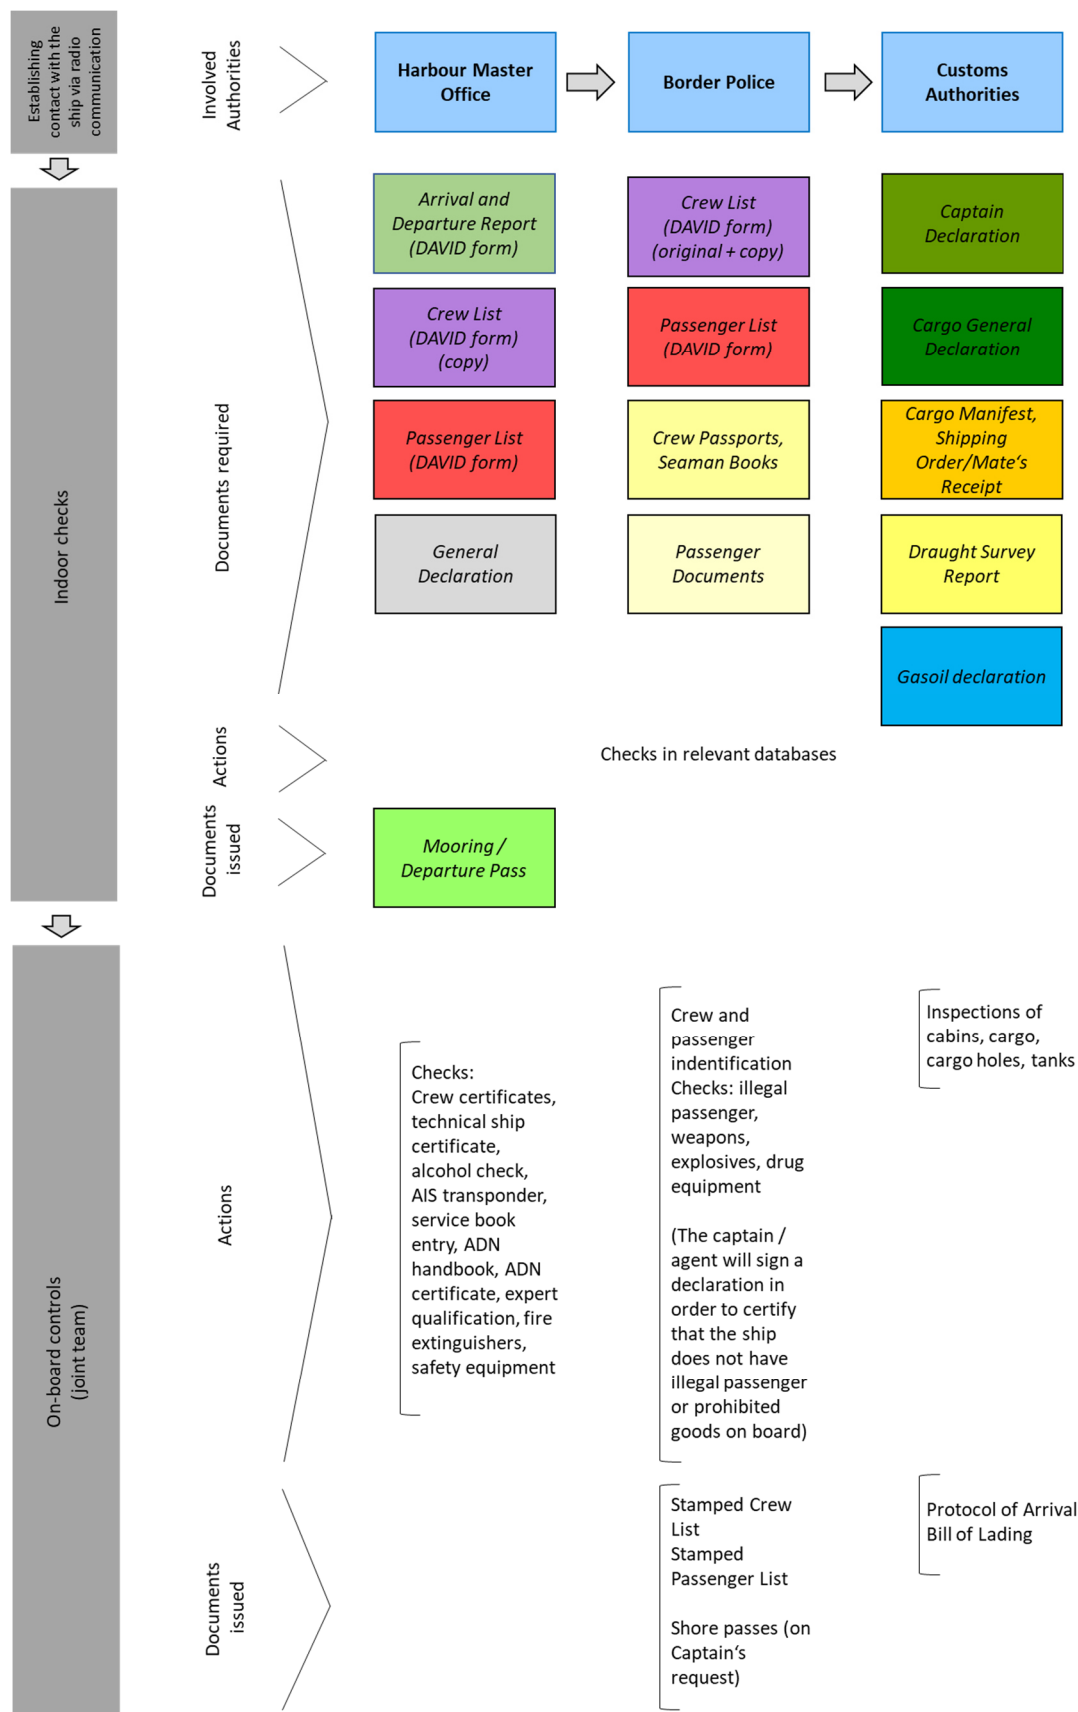 Establishing
contact with the
ship via radio
communication
Involved
Authorities
Harbour Master
Office
Border Police
Customs
Authorities
Indoor checks
Documents required
Arrival and
Departure Report
(DAVID form)
Crew List
(DAVID form)
(original + copy)
Captain
Declaration
Crew List
(DAVID form)
(copy)
Passenger List
(DAVID form)
Cargo General
Declaration
Passenger List
(DAVID form)
Crew Passports,
Seaman Books
Cargo Manifest,
Shipping
Order/Mate‘s
Receipt
General
Declaration
Passenger
Documents
Draught Survey
Report
Gasoil declaration
Actions
Checks in relevant databases
Documents
issued
Mooring /
Departure Pass
On-board controls
(joint team)
Actions
Checks:
Crew certificates,
technical ship
certificate,
alcohol check,
AIS transponder,
service book
entry, ADN
handbook, ADN
certificate, expert
qualification, fire
extinguishers,
safety equipment
Crew and
passenger
indentification
Checks: illegal
passenger,
weapons,
explosives, drug
equipment
(The captain /
agent will sign a
declaration in
order to certify
that the ship
does not have
illegal passenger
or prohibited
goods on board)
Inspections of
cabins, cargo,
cargo holes, tanks
Documents
issued
Stamped Crew
List
Stamped
Passenger List
Shore passes (on
Captain‘s
request)
Protocol of Arrival
Bill of Lading